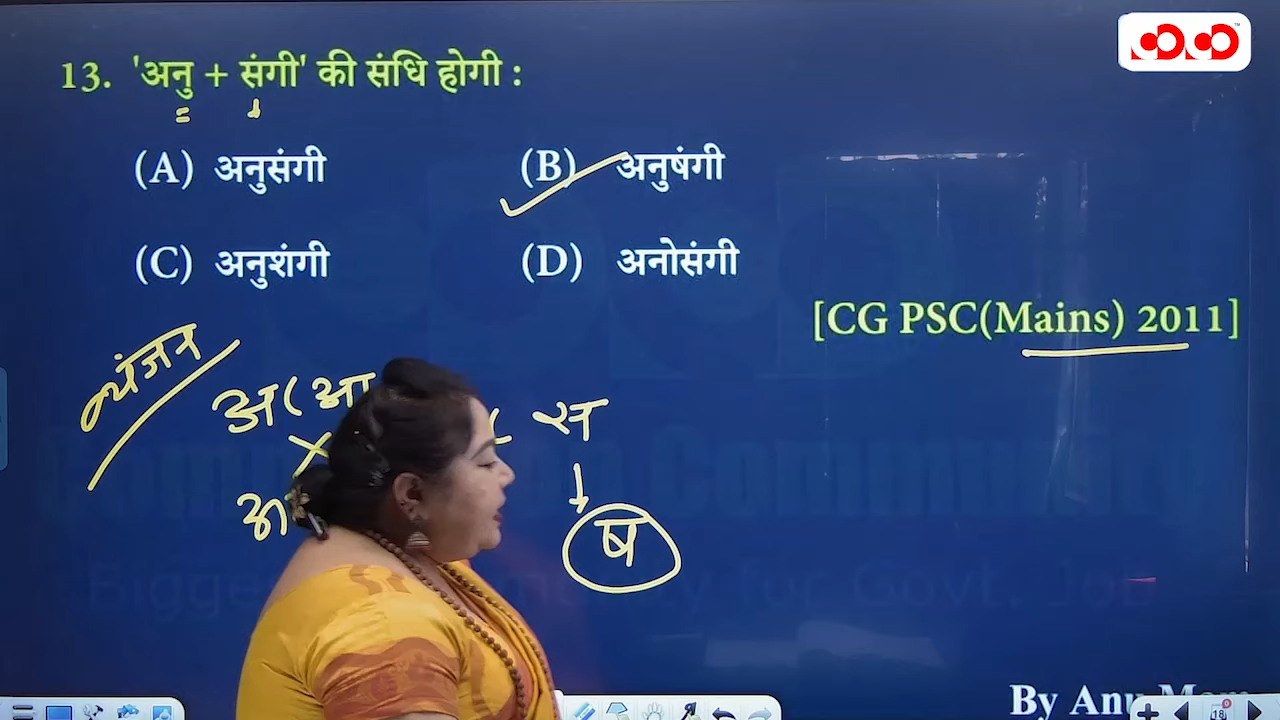 13. 'अनु + संगी' की संधि होगी :
(A) अनुसंगी (B) अनुषंगी
(C) अनुशंगी (D) अनोसंगी
[CG PSC(Mains) 2011]
व्यंजन
अ (आ
स
ष
By Anu